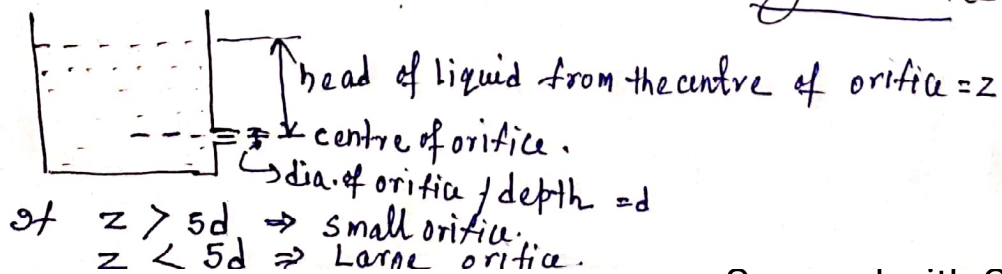 head of liquid from the centre of orifice = z
centre of orifice.
dia. of orifice / depth = d
If z > 5d ⇒ small orifice.
z < 5d ⇒ Large orifice.